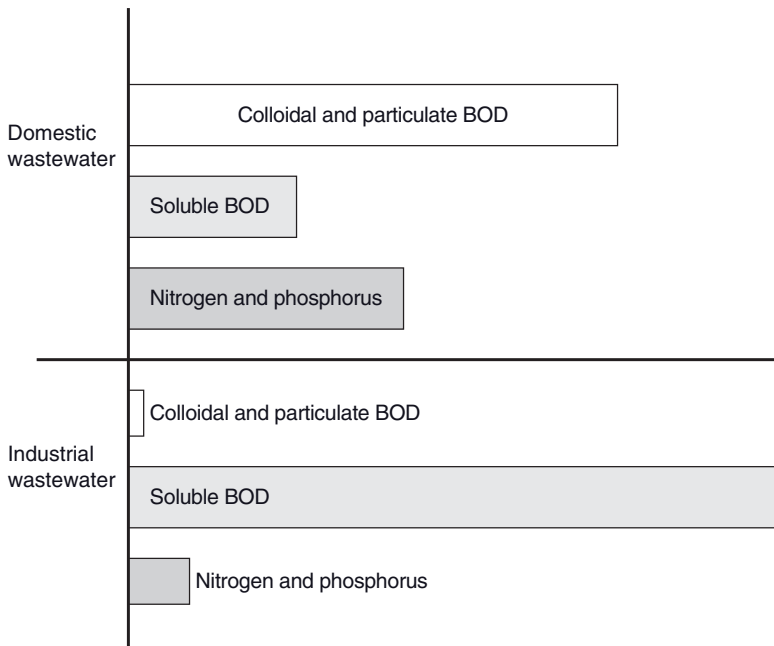 Domestic
wastewater
Colloidal and particulate BOD
Soluble BOD
Nitrogen and phosphorus
Industrial
wastewater
Colloidal and particulate BOD
Soluble BOD
Nitrogen and phosphorus